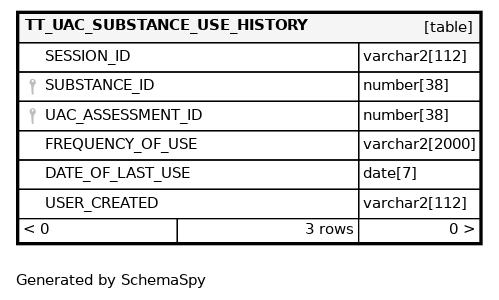 TT_UAC_SUBSTANCE_USE_HISTORY [table]
SESSION_ID varchar2[112]
SUBSTANCE_ID number[38]
UAC_ASSESSMENT_ID number[38]
FREQUENCY_OF_USE varchar2[2000]
DATE_OF_LAST_USE date[7]
USER_CREATED varchar2[112]
< 0 3 rows 0 >
Generated by SchemaSpy